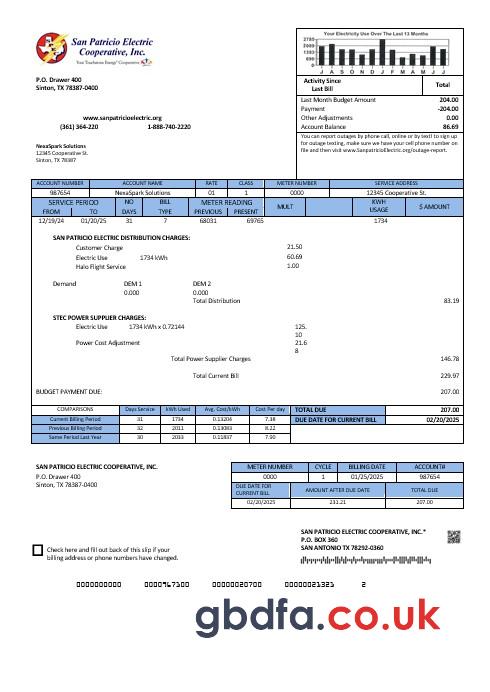 San Patricio Electric
Cooperative, Inc.
Your Touchstone Energy® Cooperative
P.O. Drawer 400
Sinton, TX 78387-0400
www.sanpatricioelectric.org
(361) 364-220 1-888-740-2220
NexaSpark Solutions
12345 Cooperative St.
Sinton, TX 78387
Your Electricity Use Over The Last 13 Months
2750
600
0
J A S O N D J F M A M J J
Activity Since
Last Bill
Total
Last Month Budget Amount 204.00
Payment -204.00
Other Adjustments 0.00
Account Balance 86.69
You can report outages by phone call, online or by text! to sign up
for outage texting, make sure we have your cell phone number on
file and then visit www.SanpatricioElectric.org/outage-report.
ACCOUNT NUMBER ACCOUNT NAME RATE CLASS METER NUMBER SERVICE ADDRESS
987654 NexaSpark Solutions 01 1 0000 12345 Cooperative St.
SERVICE PERIOD NO BILL METER READING MULT KWH $ AMOUNT
FROM TO DAYS TYPE PREVIOUS PRESENT USAGE
12/19/24 01/20/25 31 7 68031 69765 1734
SAN PATRICIO ELECTRIC DISTRIBUTION CHARGES:
Customer Charge 21.50
Electric Use 1734 kWh 60.69
Halo Flight Service 1.00
Demand DEM 1 DEM 2
0.000 0.000
Total Distribution 83.19
STEC POWER SUPPLIER CHARGES:
Electric Use 1734 kWh x 0.72144 125.
10
Power Cost Adjustment 21.6
8
Total Power Supplier Charges 146.78
Total Current Bill 229.97
BUDGET PAYMENT DUE: 207.00
COMPARISONS Days Service kWh Used Avg. Cost/kWh Cost Per day
Current Billing Period 31 1734 0.13204 7.38
Previous Billing Period 32 2011 0.13083 8.22
Same Period Last Year 30 2033 0.11837 7.90
TOTAL DUE 207.00
DUE DATE FOR CURRENT BILL 02/20/2025
SAN PATRICIO ELECTRIC COOPERATIVE, INC.
P.O. Drawer 400
Sinton, TX 78387-0400
METER NUMBER CYCLE BILLING DATE ACCOUNT#
0000 1 01/25/2025 987654
DUE DATE FOR
CURRENT BILL
AMOUNT AFTER DUE DATE TOTAL DUE
02/20/2025 231.21 207.00
SAN PATRICIO ELECTRIC COOPERATIVE, INC.*
P.O. BOX 360
SAN ANTONIO TX 78292-0360
Check here and fill out back of this slip if your
billing address or phone numbers have changed.
0000000000 0000967100 00000020700 00000021321 2
gbdfa.co.uk